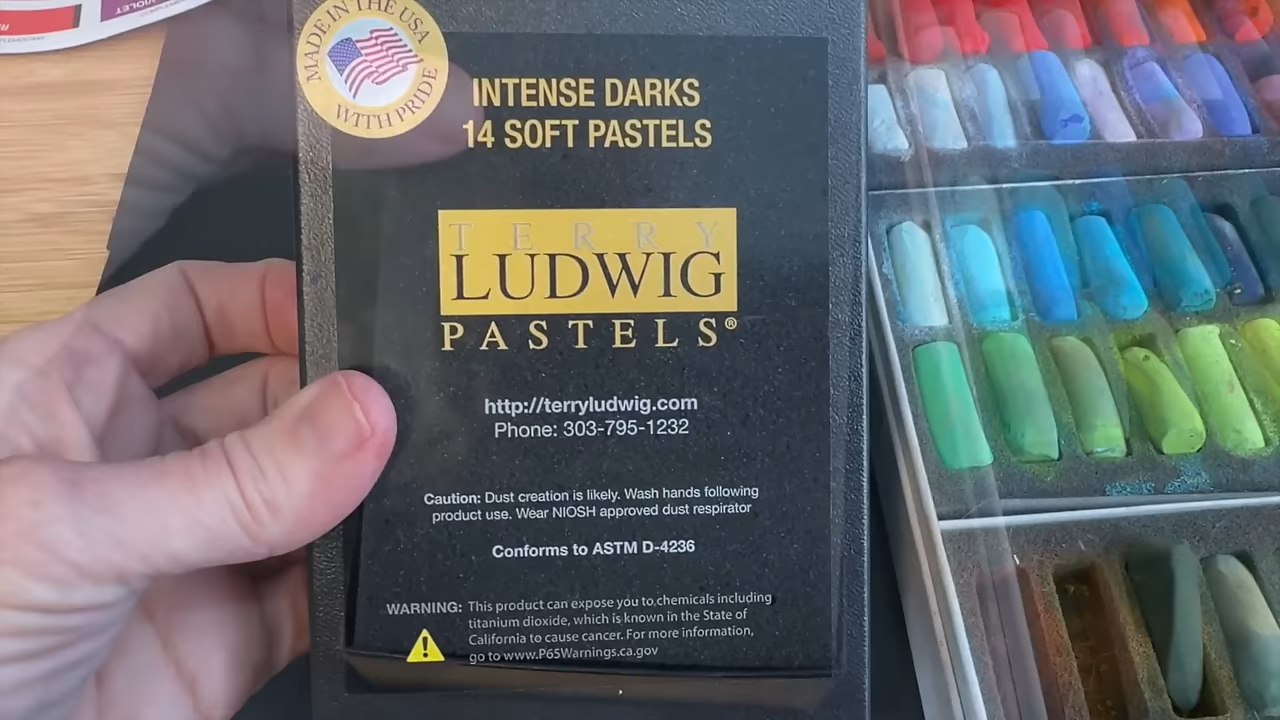 VIOLET
MADE IN THE USA
WITH PRIDE
INTENSE DARKS
14 SOFT PASTELS
TERRY
LUDWIG
PASTELS®
http://terryludwig.com
Phone: 303-795-1232
Caution: Dust creation is likely. Wash hands following
product use. Wear NIOSH approved dust respirator
Conforms to ASTM D-4236
WARNING: This product can expose you to chemicals including
titanium dioxide, which is known in the State of
California to cause cancer. For more information,
go to www.P65Warnings.ca.gov